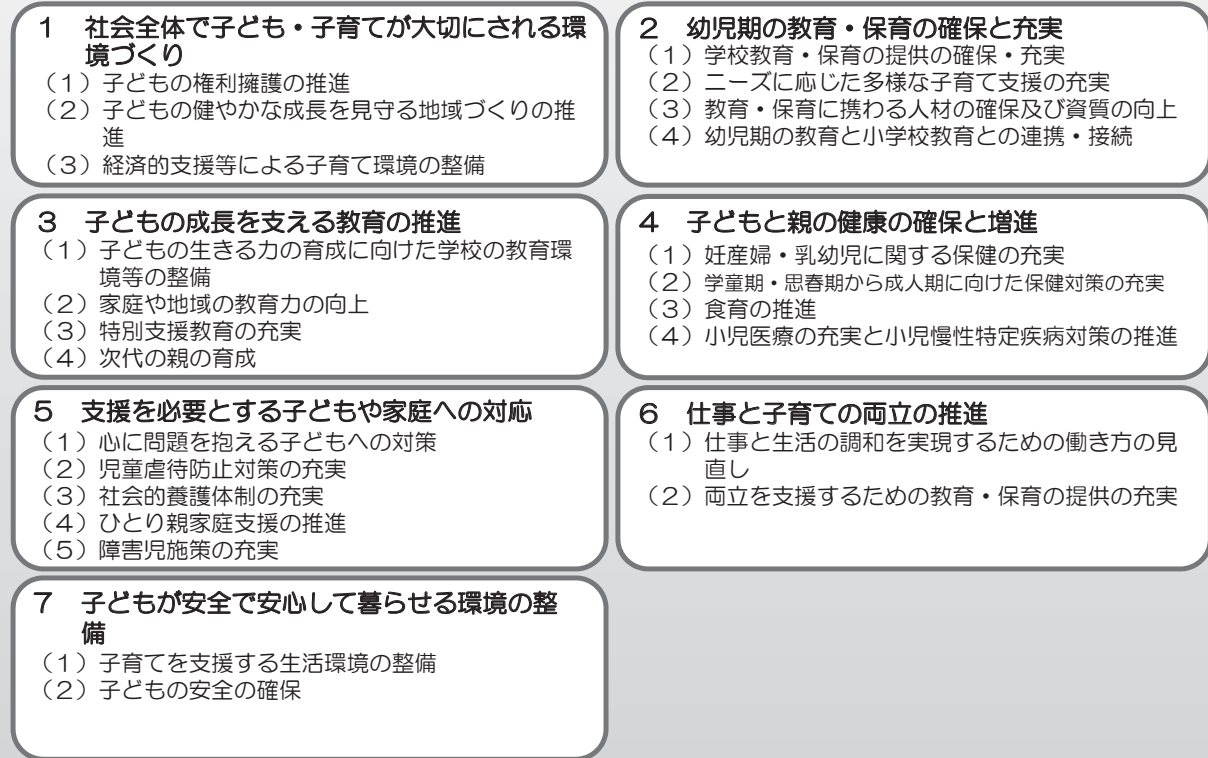 1　社会全体で子ども・子育てが大切にされる環
境づくり
（1）子どもの権利擁護の推進
（2）子どもの健やかな成長を見守る地域づくりの推
進
（3）経済的支援等による子育て環境の整備
2　幼児期の教育・保育の確保と充実
（1）学校教育・保育の提供の確保・充実
（2）ニーズに応じた多様な子育て支援の充実
（3）教育・保育に携わる人材の確保及び資質の向上
（4）幼児期の教育と小学校教育との連携・接続
3　子どもの成長を支える教育の推進
（1）子どもの生きる力の育成に向けた学校の教育環
境等の整備
（2）家庭や地域の教育力の向上
（3）特別支援教育の充実
（4）次代の親の育成
4　子どもと親の健康の確保と増進
（1）妊産婦・乳幼児に関する保健の充実
（2）学童期・思春期から成人期に向けた保健対策の充実
（3）食育の推進
（4）小児医療の充実と小児慢性特定疾病対策の推進
5　支援を必要とする子どもや家庭への対応
（1）心に問題を抱える子どもへの対策
（2）児童虐待防止対策の充実
（3）社会的養護体制の充実
（4）ひとり親家庭支援の推進
（5）障害児施策の充実
6　仕事と子育ての両立の推進
（1）仕事と生活の調和を実現するための働き方の見
直し
（2）両立を支援するための教育・保育の提供の充実
7　子どもが安全で安心して暮らせる環境の整
備
（1）子育てを支援する生活環境の整備
（2）子どもの安全の確保